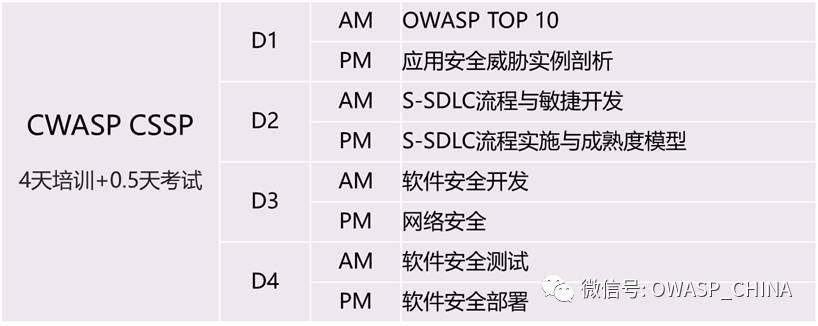 CWASP CSSP
4天培训+0.5天考试
D1
AM
OWASP TOP 10
PM
应用安全威胁实例剖析
D2
AM
S-SDLC流程与敏捷开发
PM
S-SDLC流程实施与成熟度模型
D3
AM
软件安全开发
PM
网络安全
D4
AM
软件安全测试
PM
软件安全部署
微信号: OWASP_CHINA